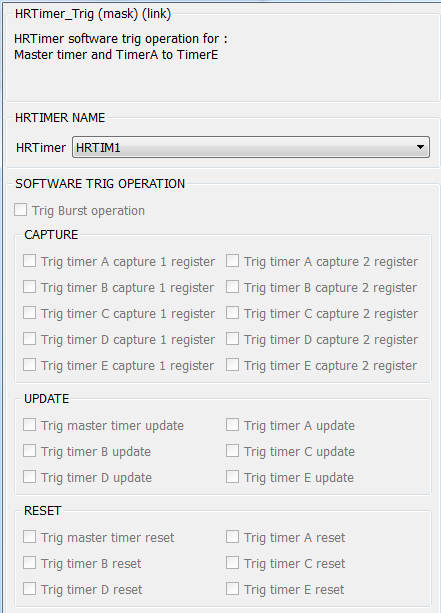 HRTimer_Trig (mask) (link)
HRTimer software trig operation for :
Master timer and TimerA to TimerE
HRTIMER NAME
HRTimer HRTIM1
SOFTWARE TRIG OPERATION
Trig Burst operation
CAPTURE
Trig timer A capture 1 register Trig timer A capture 2 register
Trig timer B capture 1 register Trig timer B capture 2 register
Trig timer C capture 1 register Trig timer C capture 2 register
Trig timer D capture 1 register Trig timer D capture 2 register
Trig timer E capture 1 register Trig timer E capture 2 register
UPDATE
Trig master timer update Trig timer A update
Trig timer B update Trig timer C update
Trig timer D update Trig timer E update
RESET
Trig master timer reset Trig timer A reset
Trig timer B reset Trig timer C reset
Trig timer D reset Trig timer E reset